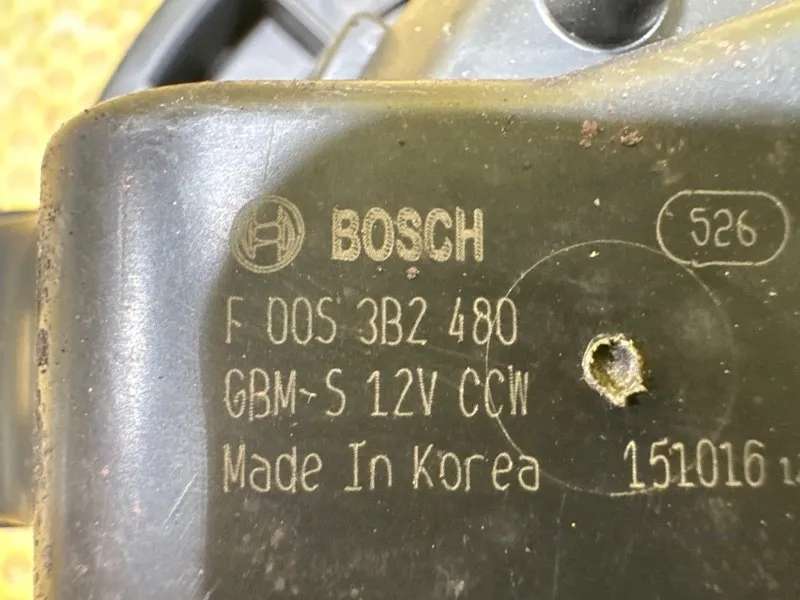 BOSCH
526
F 005 3B2 480
GBM-S 12V CCW
Made In Korea
151016